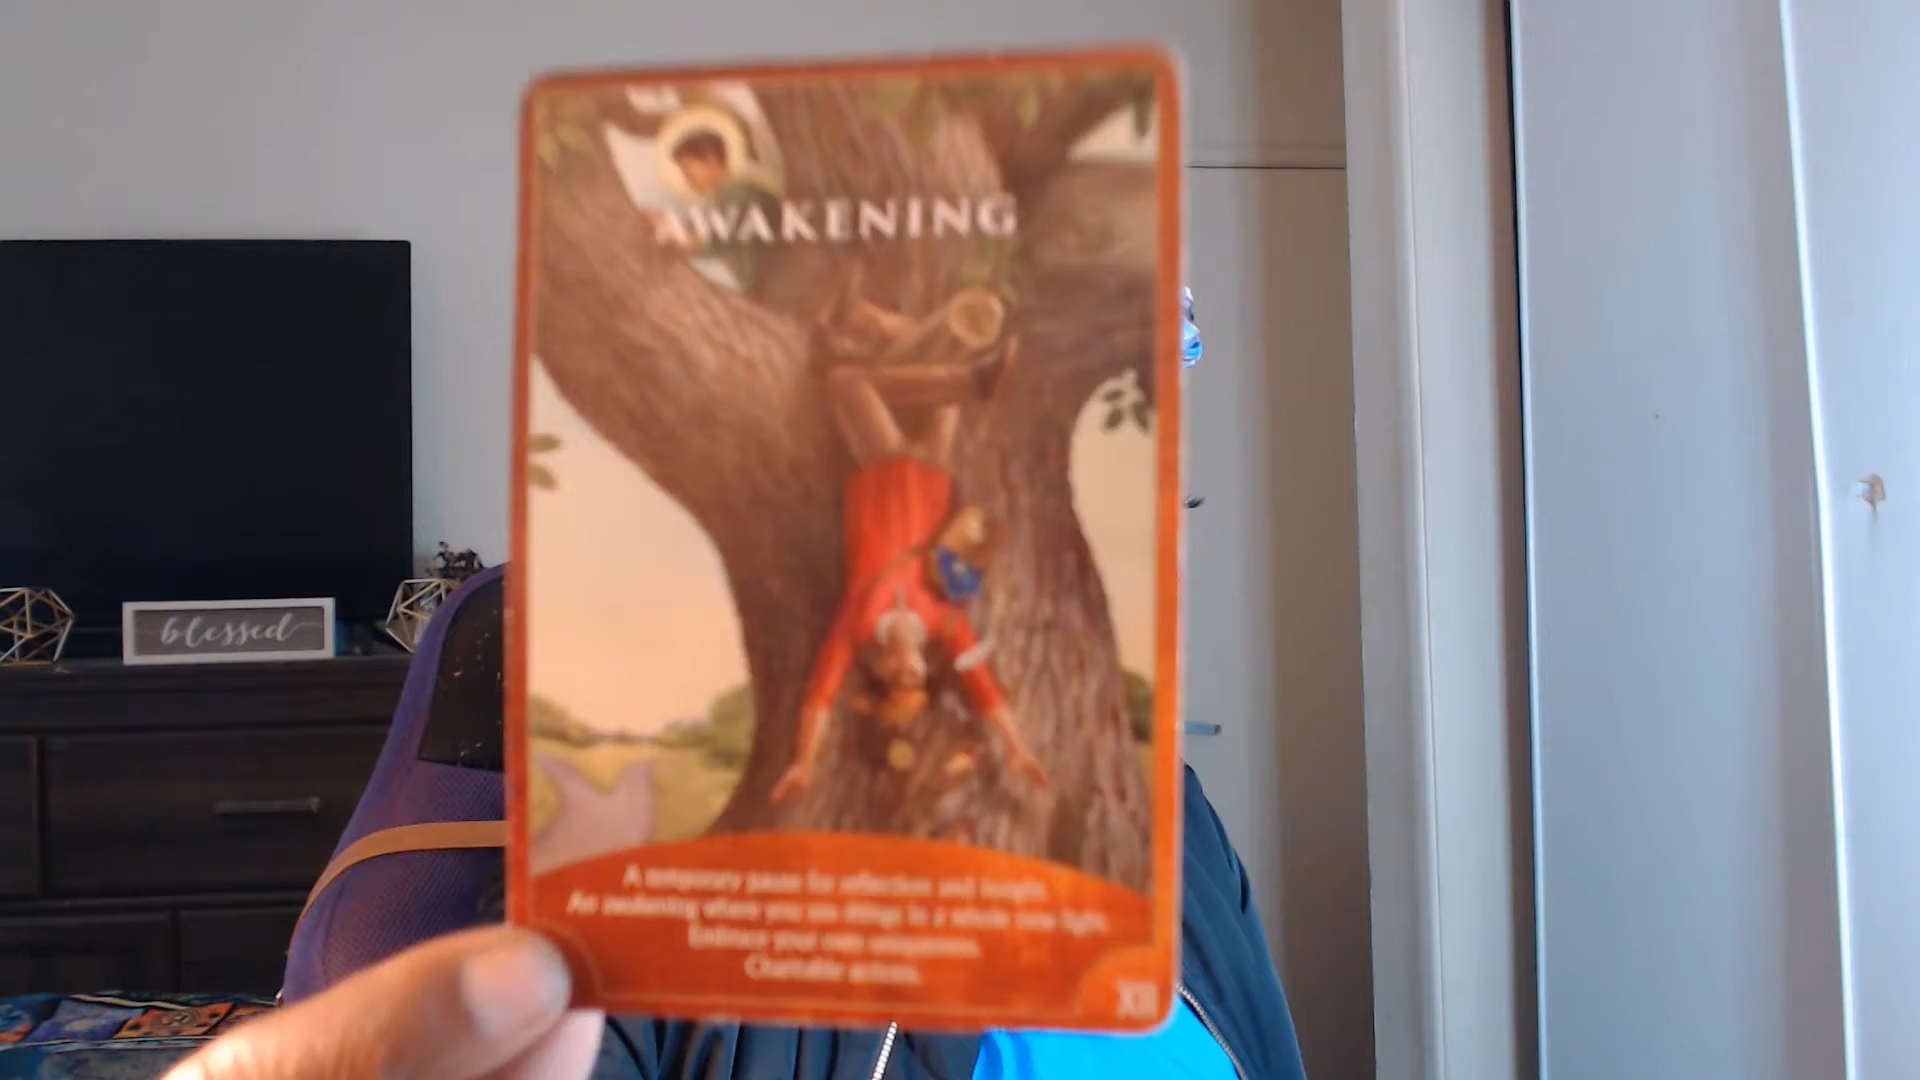 AWAKENING
blessed
A temporary pause for reflection and insight.
An awakening where you see things in a whole new light.
Embrace your own uniqueness.
Charitable actions.
XII